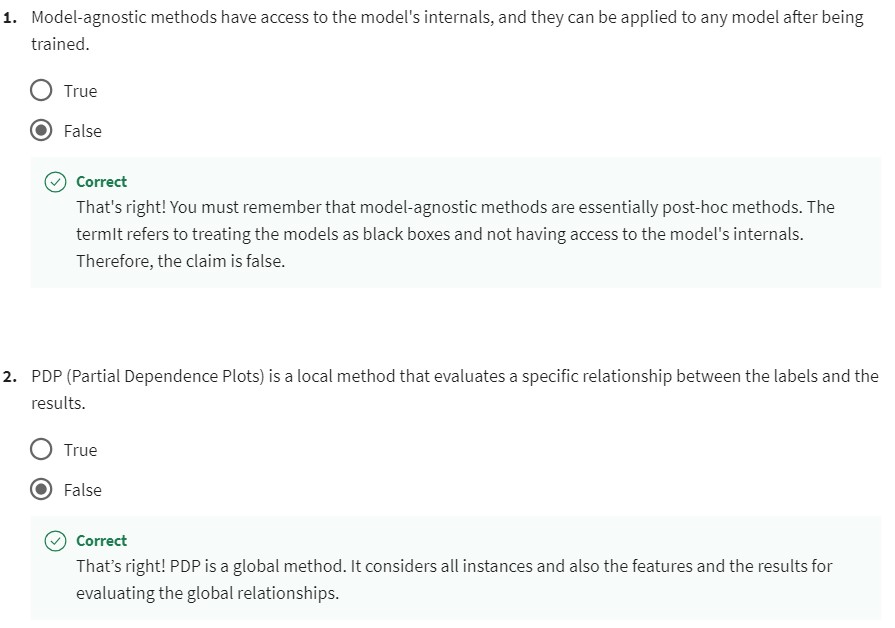 1. Model-agnostic methods have access to the model's internals, and they can be applied to any model after being
trained.
True
False
Correct
That's right! You must remember that model-agnostic methods are essentially post-hoc methods. The
termIt refers to treating the models as black boxes and not having access to the model's internals.
Therefore, the claim is false.
2. PDP (Partial Dependence Plots) is a local method that evaluates a specific relationship between the labels and the
results.
True
False
Correct
That’s right! PDP is a global method. It considers all instances and also the features and the results for
evaluating the global relationships.